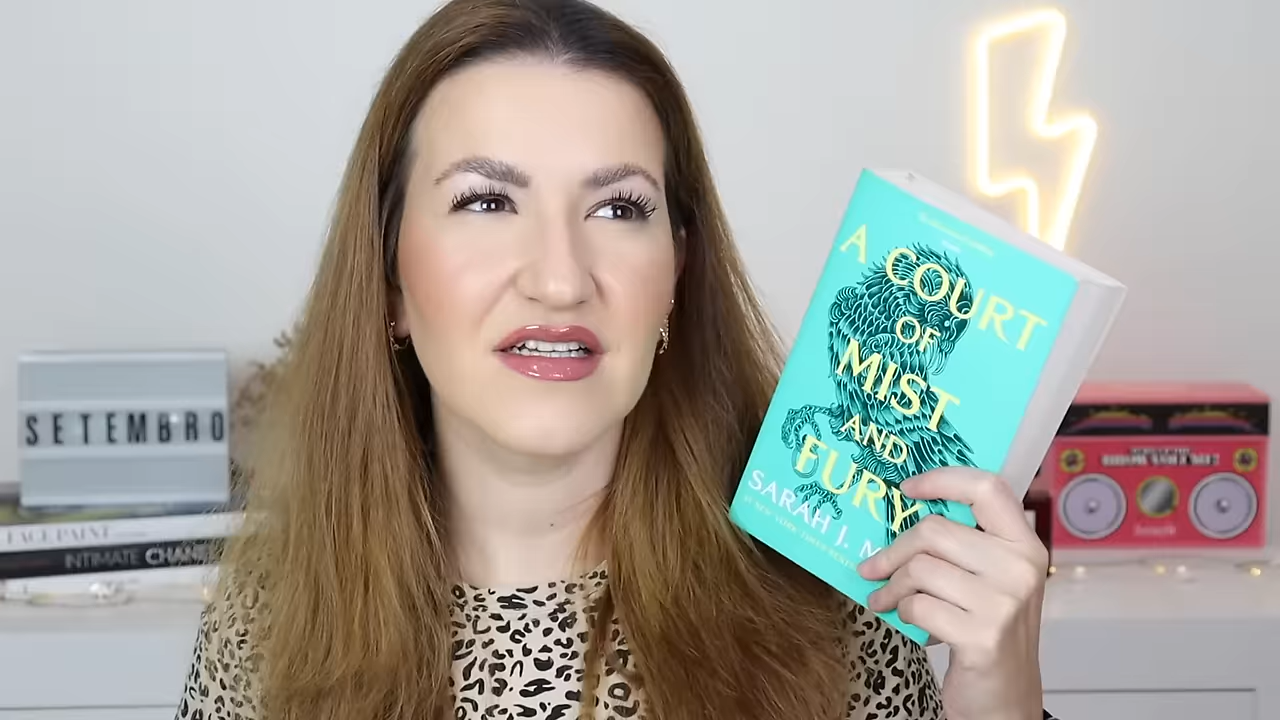 SETEMBRO
FACE PAINT
INTIMATE CHANEL
A COURT
OF
MIST
AND
FURY
SARAH J. M